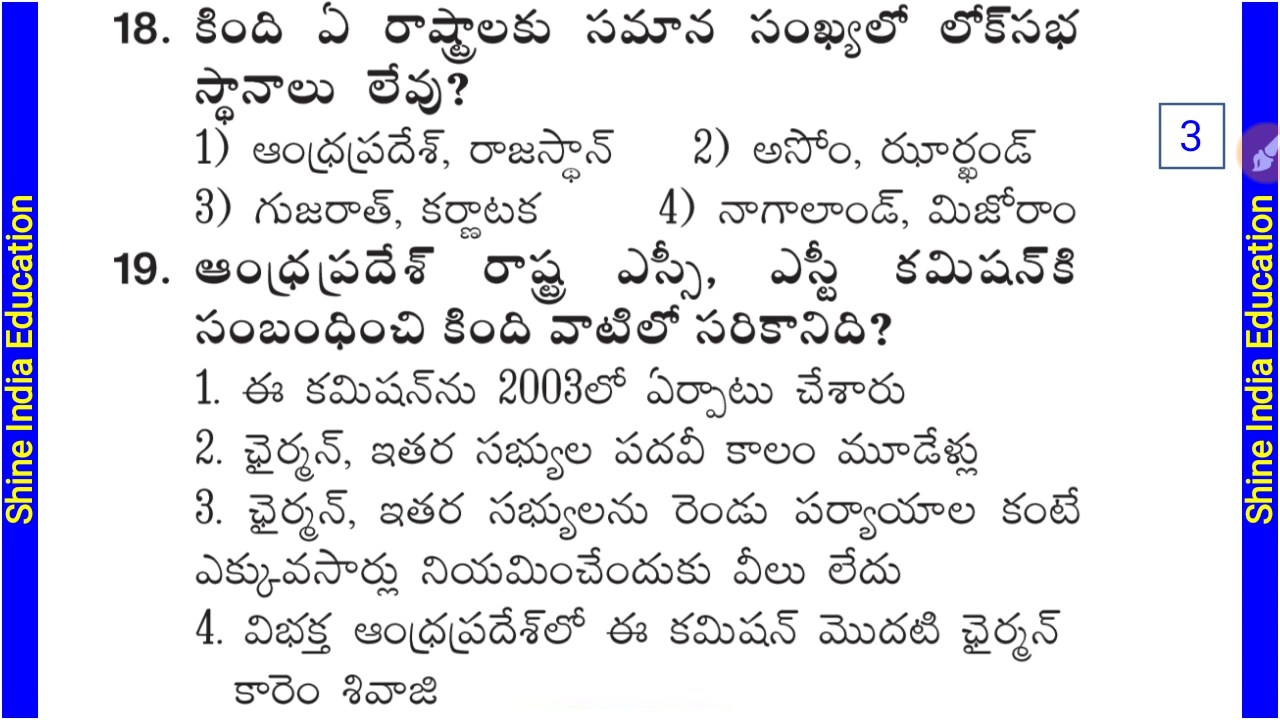 18. కింది ఏ రాష్ట్రాలకు సమాన సంఖ్యలో లోక్‌సభ
స్థానాలు లేవు?
1) ఆంధ్రప్రదేశ్, రాజస్థాన్ 2) అసోం, ఝార్ఖండ్
3) గుజరాత్, కర్ణాటక 4) నాగాలాండ్, మిజోరాం
3
19. ఆంధ్రప్రదేశ్ రాష్ట్ర ఎస్సీ, ఎస్టీ కమిషన్‌కి
సంబంధించి కింది వాటిలో సరికానిది?
1. ఈ కమిషన్‌ను 2003లో ఏర్పాటు చేశారు
2. ఛైర్మన్, ఇతర సభ్యుల పదవీ కాలం మూడేళ్లు
3. ఛైర్మన్, ఇతర సభ్యులను రెండు పర్యాయాల కంటే
ఎక్కువసార్లు నియమించేందుకు వీలు లేదు
4. విభక్త ఆంధ్రప్రదేశ్‌లో ఈ కమిషన్ మొదటి ఛైర్మన్
కారెం శివాజి
Shine India Education
Shine India Education